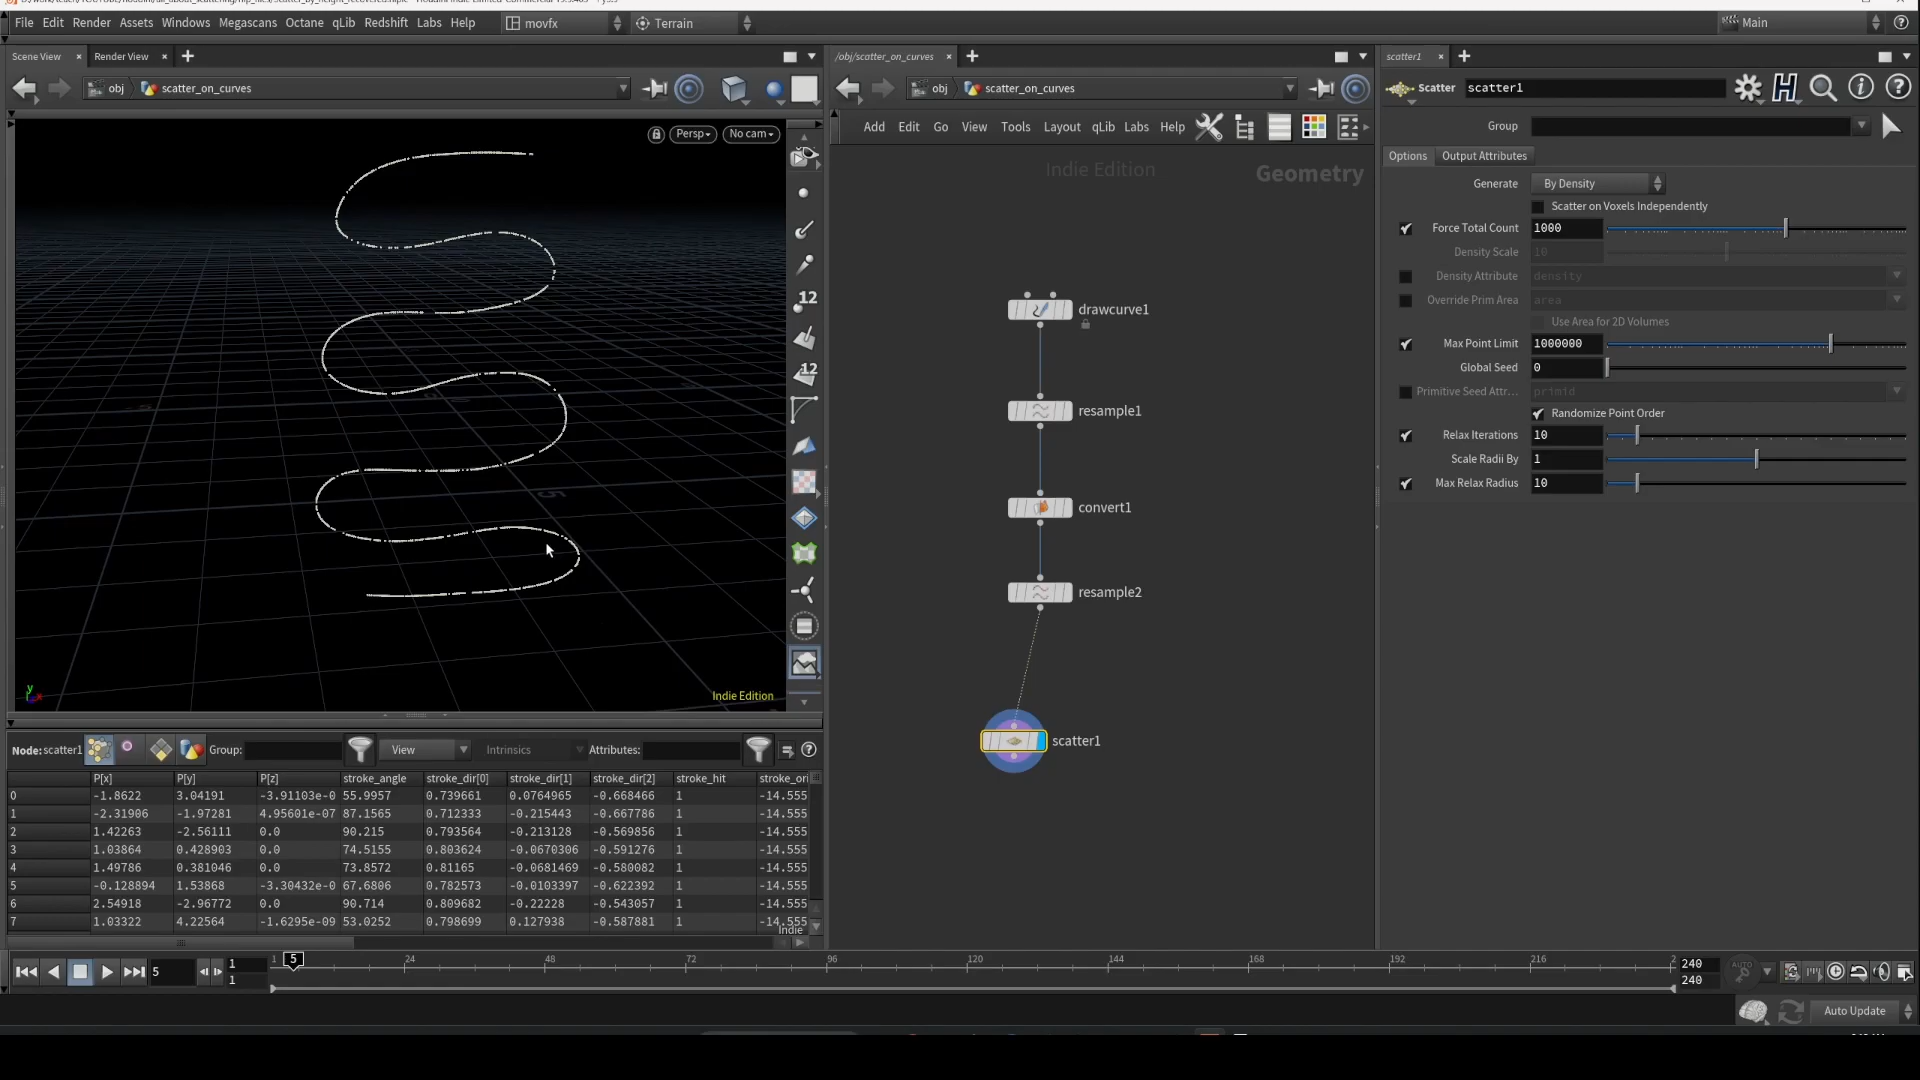 File Edit Render Assets Windows Megascans Octane qLib Redshift Labs Help movfx Terrain Main
Scene View Render View
obj scatter_on_curves
Persp No cam
Indie Edition
/obj/scatter_on_curves
obj scatter_on_curves
Add Edit Go View Tools Layout qLib Labs Help
Indie Edition Geometry
drawcurve1
resample1
convert1
resample2
scatter1
scatter1
Scatter scatter1
Group
Options Output Attributes
Generate By Density
Scatter on Voxels Independently
Force Total Count 1000
Density Scale 10
Density Attribute density
Override Prim Area area
Use Area for 2D Volumes
Max Point Limit 1000000
Global Seed 0
Primitive Seed Attr... primid
Randomize Point Order
Relax Iterations 10
Scale Radii By 1
Max Relax Radius 10
Node: scatter1 Group: View Intrinsics Attributes:
P[x] P[y] P[z] stroke_angle stroke_dir[0] stroke_dir[1] stroke_dir[2] stroke_hit stroke_ori
0 -1.8622 3.04191 -3.91103e-0 55.9957 0.739661 0.0764965 -0.668466 1 -14.555
1 -2.31906 -1.97281 4.95601e-07 87.1565 0.712333 -0.215443 -0.667786 1 -14.555
2 1.42263 -2.56111 0.0 90.215 0.793564 -0.213128 -0.569856 1 -14.555
3 1.03864 0.428903 0.0 74.5155 0.803624 -0.0670306 -0.591276 1 -14.555
4 1.49786 0.381046 0.0 73.8572 0.81165 -0.0681469 -0.580082 1 -14.555
5 -0.128894 1.53868 -3.30432e-0 67.6806 0.782573 -0.0103397 -0.622392 1 -14.555
6 2.54918 -2.96772 0.0 90.714 0.809682 -0.22228 -0.543057 1 -14.555
7 1.03322 4.22564 -1.6295e-09 53.0252 0.798699 0.127938 -0.587881 1 -14.555
Indie
5 1 1 5 24 48 72 96 120 144 168 192 216 2 240
1 240
Auto Update